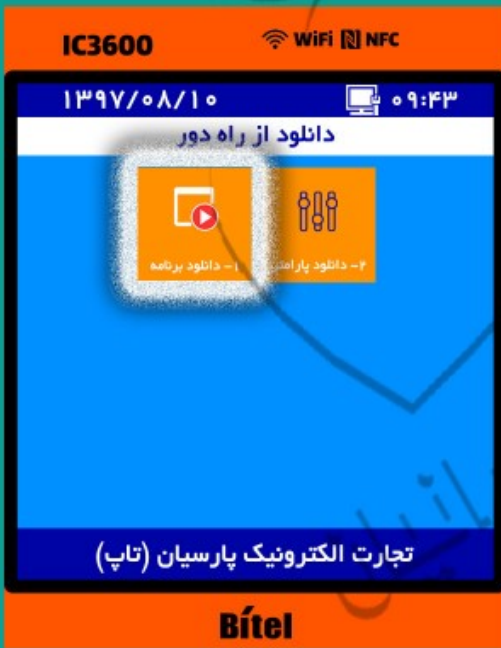 IC3600
WiFi NFC
۱۳۹۷/۰۸/۱۰
۰۹:۴۳
دانلود از راه دور
۱- دانلود برنامه
۲- دانلود
تجارت الکترونیک پارسیان (تاپ)
Bitel